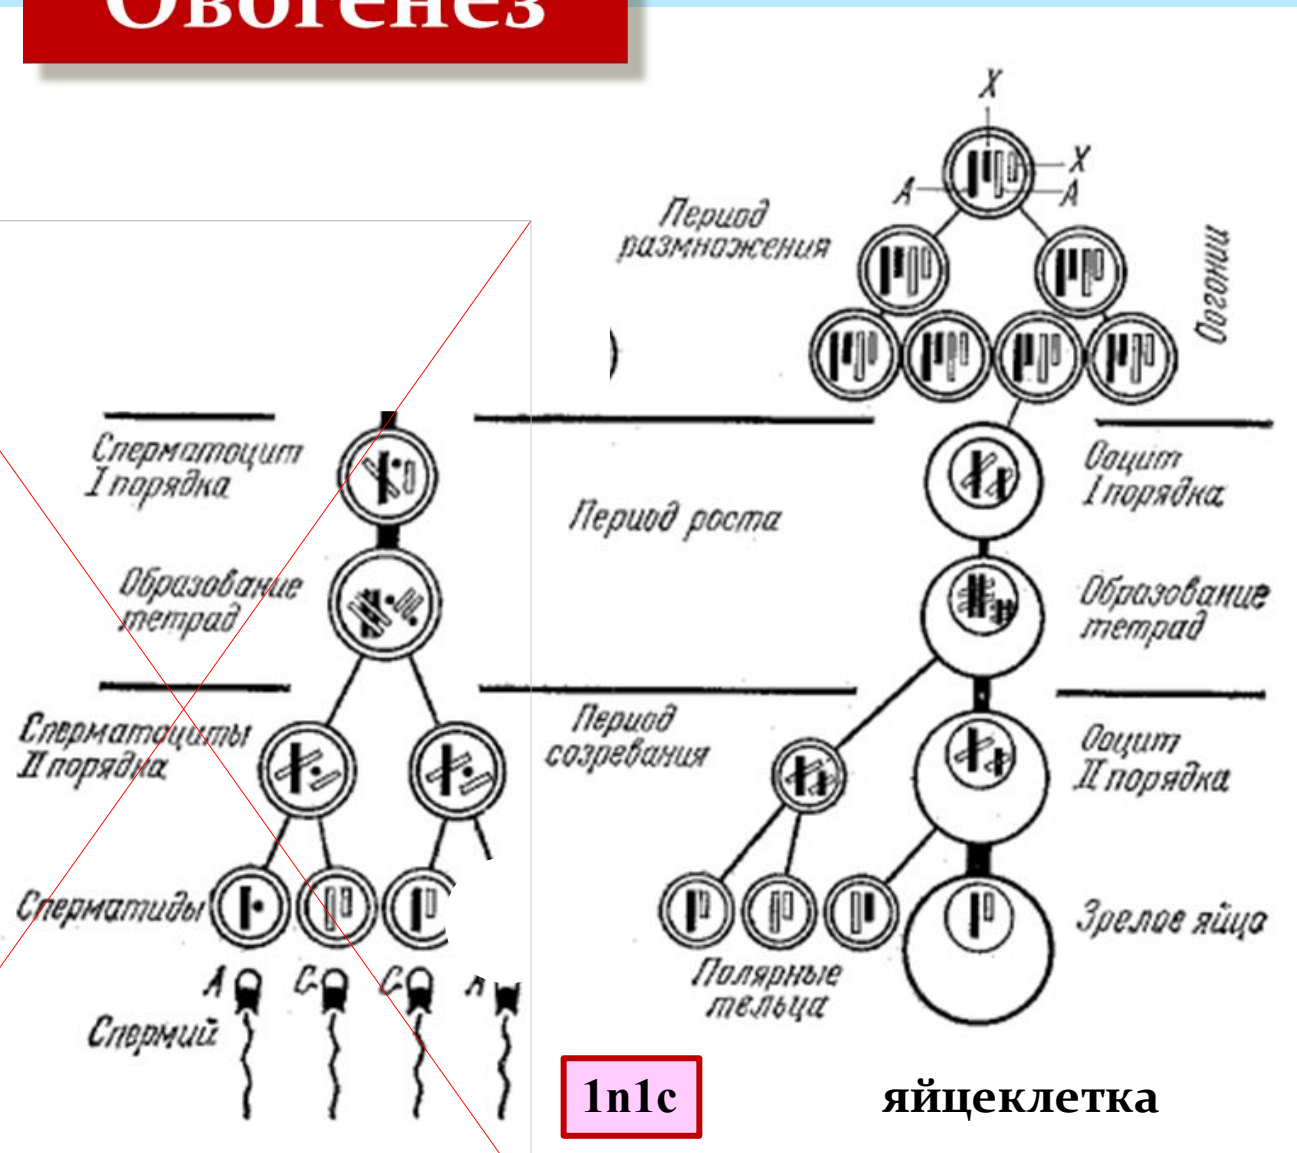 Овогенез
X
X
A
A
Период
размножения
Оогонии
Сперматоцит
I порядка
Ооцит
I порядка
Период роста
Образование
тетрад
Образование
тетрад
Сперматоциты
II порядка
Период
созревания
Ооцит
II порядка
Сперматиды
Зрелое яйцо
Полярные
тельца
A
C
C
Спермий
1n1c
яйцеклетка